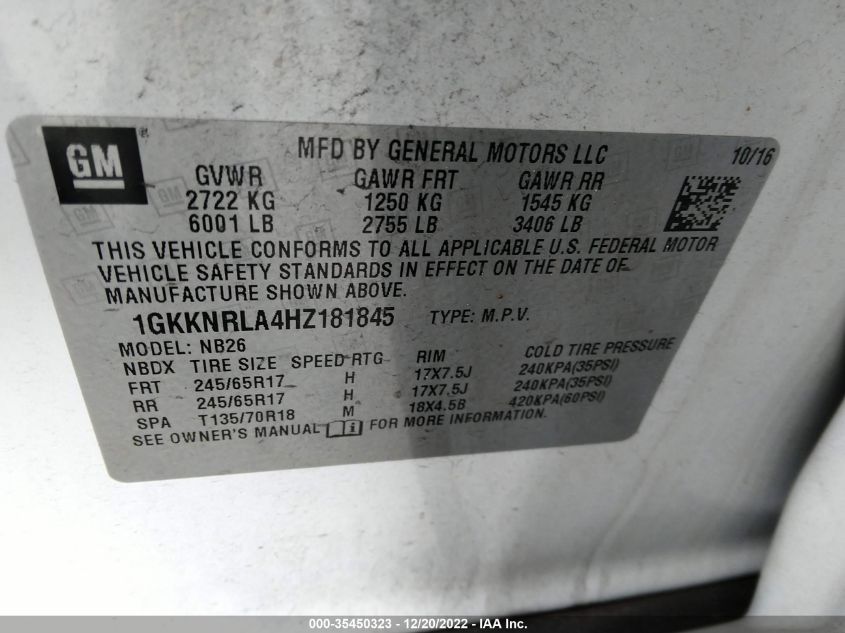 GM ® MFD BY GENERAL MOTORS LLC 10/16
GVWR GAWR FRT GAWR RR
2722 KG 1250 KG 1545 KG
6001 LB 2755 LB 3406 LB
THIS VEHICLE CONFORMS TO ALL APPLICABLE U.S. FEDERAL MOTOR
VEHICLE SAFETY STANDARDS IN EFFECT ON THE DATE OF
MANUFACTURE SHOWN ABOVE.
1GKKNRLA4HZ181845 TYPE: M.P.V.
MODEL: NB26
NBDX TIRE SIZE SPEED RTG RIM COLD TIRE PRESSURE
FRT 245/65R17 H 17X7.5J 240KPA(35PSI)
RR 245/65R17 H 17X7.5J 240KPA(35PSI)
SPA T135/70R18 M 18X4.5B 420KPA(60PSI)
SEE OWNER'S MANUAL FOR MORE INFORMATION.
000-35450323 - 12/20/2022 - IAA Inc.